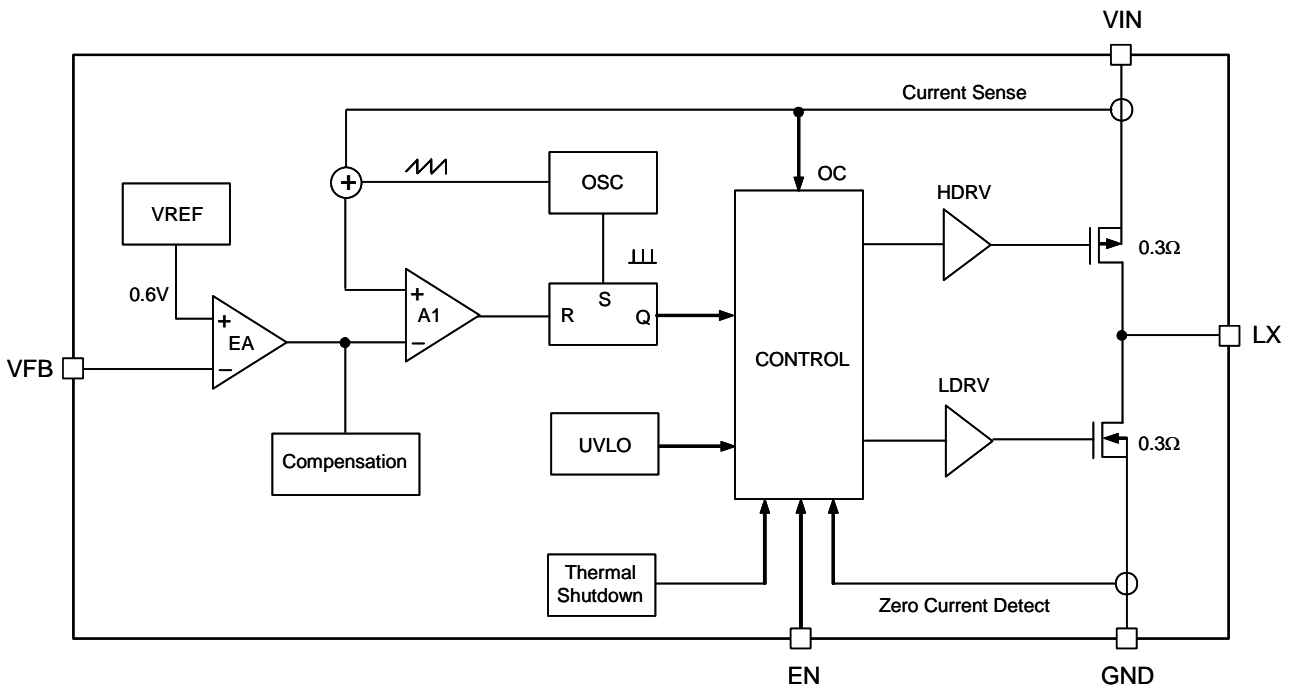 VIN
Current Sense
OSC
OC
VREF
HDRV
0.3Ω
0.6V
+
+
+
A1
−
R
S
Q
EA
−
VFB
LX
CONTROL
LDRV
UVLO
0.3Ω
Compensation
Thermal
Shutdown
Zero Current Detect
EN
GND